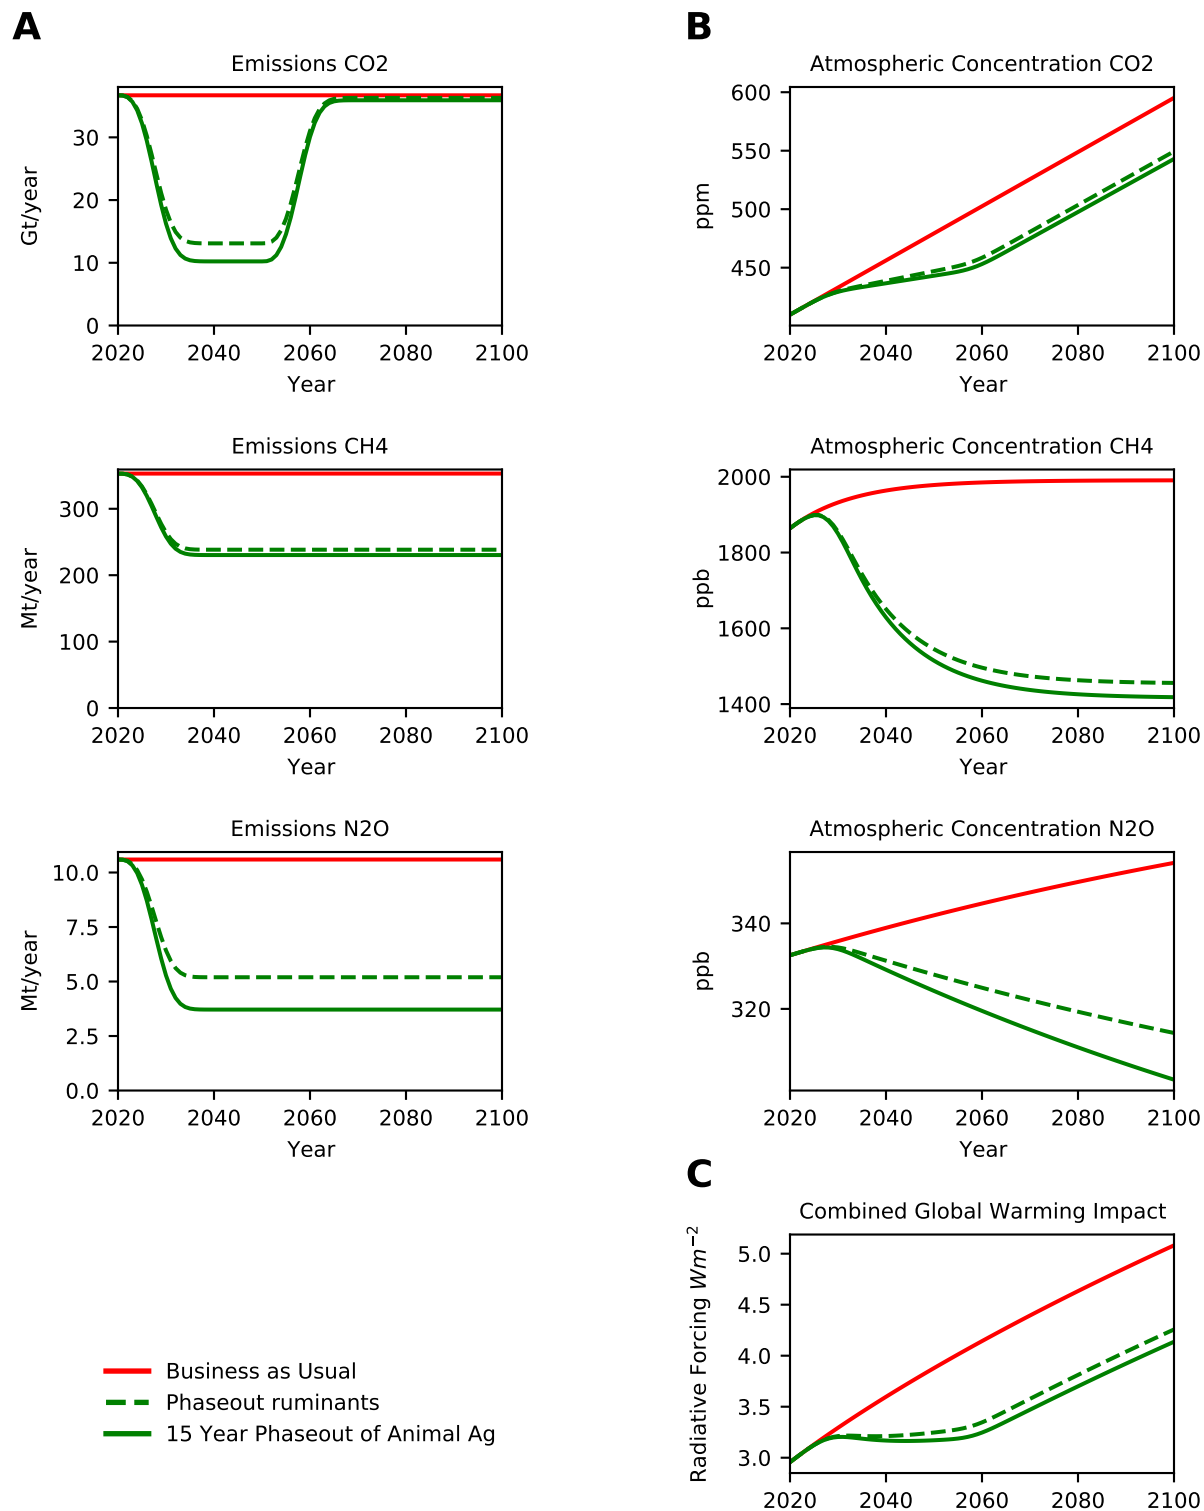 A
B
Emissions CO2
Gt/year
30
20
10
0
2020 2040 2060 2080 2100
Year
Atmospheric Concentration CO2
ppm
600
550
500
450
2020 2040 2060 2080 2100
Year
Emissions CH4
Mt/year
300
200
100
0
2020 2040 2060 2080 2100
Year
Atmospheric Concentration CH4
ppb
2000
1800
1600
1400
2020 2040 2060 2080 2100
Year
Emissions N2O
Mt/year
10.0
7.5
5.0
2.5
0.0
2020 2040 2060 2080 2100
Year
Atmospheric Concentration N2O
ppb
340
320
2020 2040 2060 2080 2100
Year
C
Combined Global Warming Impact
Radiative Forcing Wm⁻²
5.0
4.5
4.0
3.5
3.0
2020 2040 2060 2080 2100
Business as Usual
Phaseout ruminants
15 Year Phaseout of Animal Ag